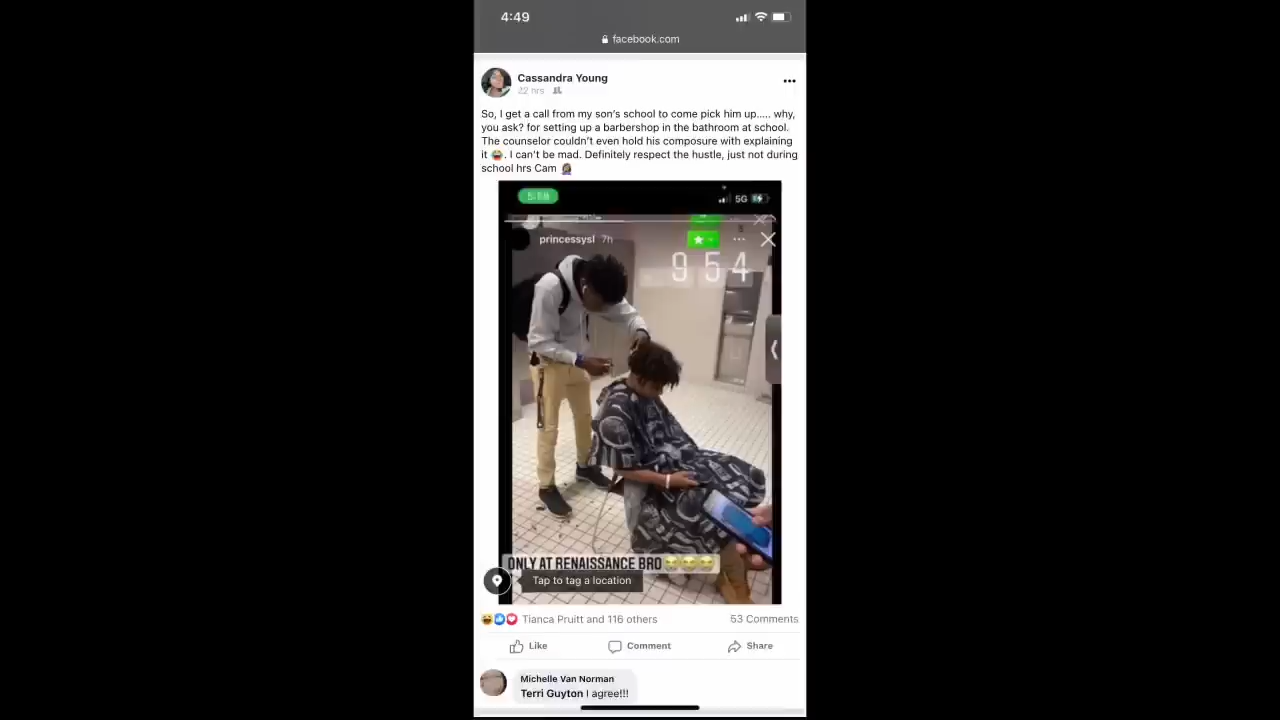 4:49
facebook.com
Cassandra Young
22 hrs
So, I get a call from my son's school to come pick him up..... why,
you ask? for setting up a barbershop in the bathroom at school.
The counselor couldn't even hold his composure with explaining
it 😂. I can't be mad. Definitely respect the hustle, just not during
school hrs Cam 🤦🏽‍♀️
5G
princessysl 7h
954
ONLY AT RENAISSANCE BRO 😂😂😂
Tap to tag a location
Tianca Pruitt and 116 others
53 Comments
Like
Comment
Share
Michelle Van Norman
Terri Guyton I agree!!!